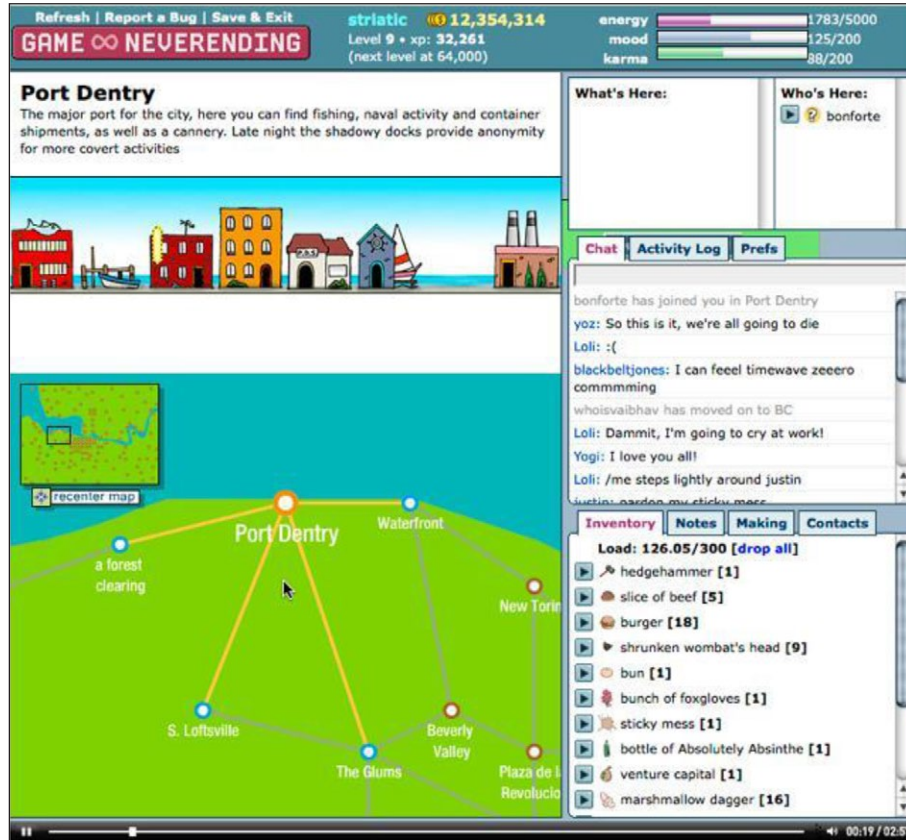 Refresh | Report a Bug | Save & Exit
GAME ∞ NEVERENDING
striatic 12,354,314
Level 9 • xp: 32,261
(next level at 64,000)
energy 1783/5000
mood 125/200
karma 88/200
Port Dentry
The major port for the city, here you can find fishing, naval activity and container
shipments, as well as a cannery. Late night the shadowy docks provide anonymity
for more covert activities
What's Here:
Who's Here:
bonforte
Chat Activity Log Prefs
bonforte has joined you in Port Dentry
yoz: So this is it, we're all going to die
Loli: :(
blackbeltjones: I can feeel timewave zeeero
commmming
whoisvaibhav has moved on to BC
Loli: Dammit, I'm going to cry at work!
Yogi: I love you all!
Loli: /me steps lightly around justin
justin: pardon my sticky mess
recenter map
Port Dentry
Waterfront
a forest
clearing
New Torin
S. Loftsville
Beverly
Valley
The Glums
Plaza de l
Revolucio
Inventory Notes Making Contacts
Load: 126.05/300 [drop all]
hedgehammer [1]
slice of beef [5]
burger [18]
shrunken wombat's head [9]
bun [1]
bunch of foxgloves [1]
sticky mess [1]
bottle of Absolutely Absinthe [1]
venture capital [1]
marshmallow dagger [16]